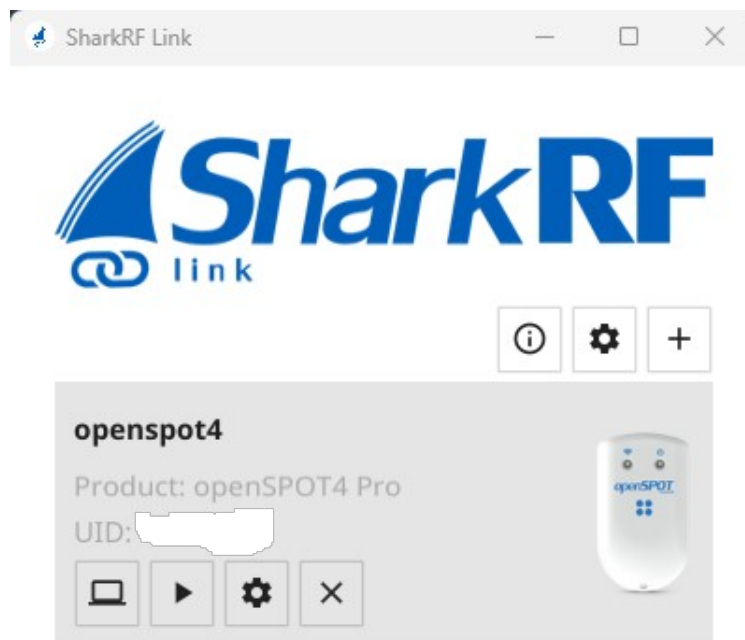 SharkRF Link
SharkRF
link
openspot4
Product: openSPOT4 Pro
UID:
openSPOT